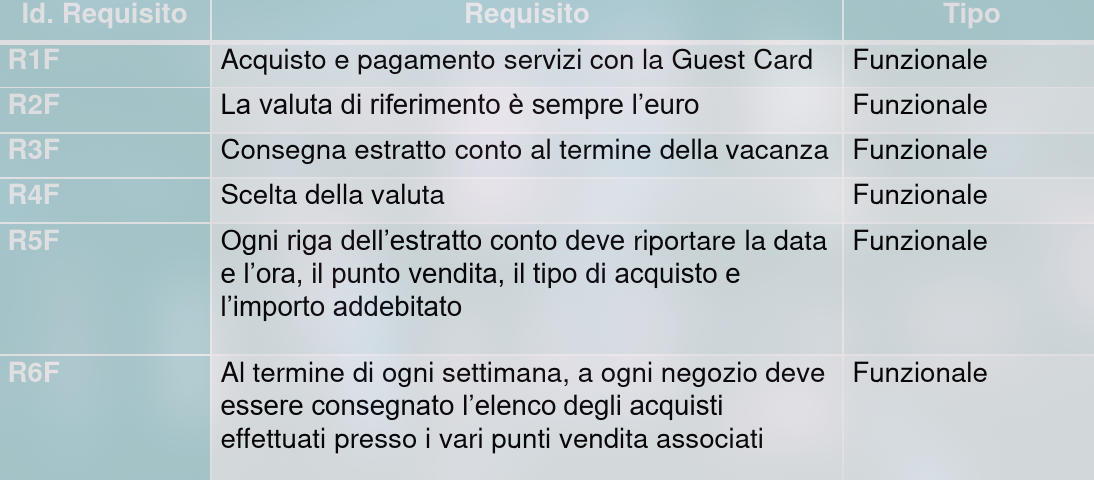 Id. Requisito Requisito Tipo
R1F Acquisto e pagamento servizi con la Guest Card Funzionale
R2F La valuta di riferimento è sempre l’euro Funzionale
R3F Consegna estratto conto al termine della vacanza Funzionale
R4F Scelta della valuta Funzionale
R5F Ogni riga dell’estratto conto deve riportare la data Funzionale
e l’ora, il punto vendita, il tipo di acquisto e
l’importo addebitato
R6F Al termine di ogni settimana, a ogni negozio deve Funzionale
essere consegnato l’elenco degli acquisti
effettuati presso i vari punti vendita associati